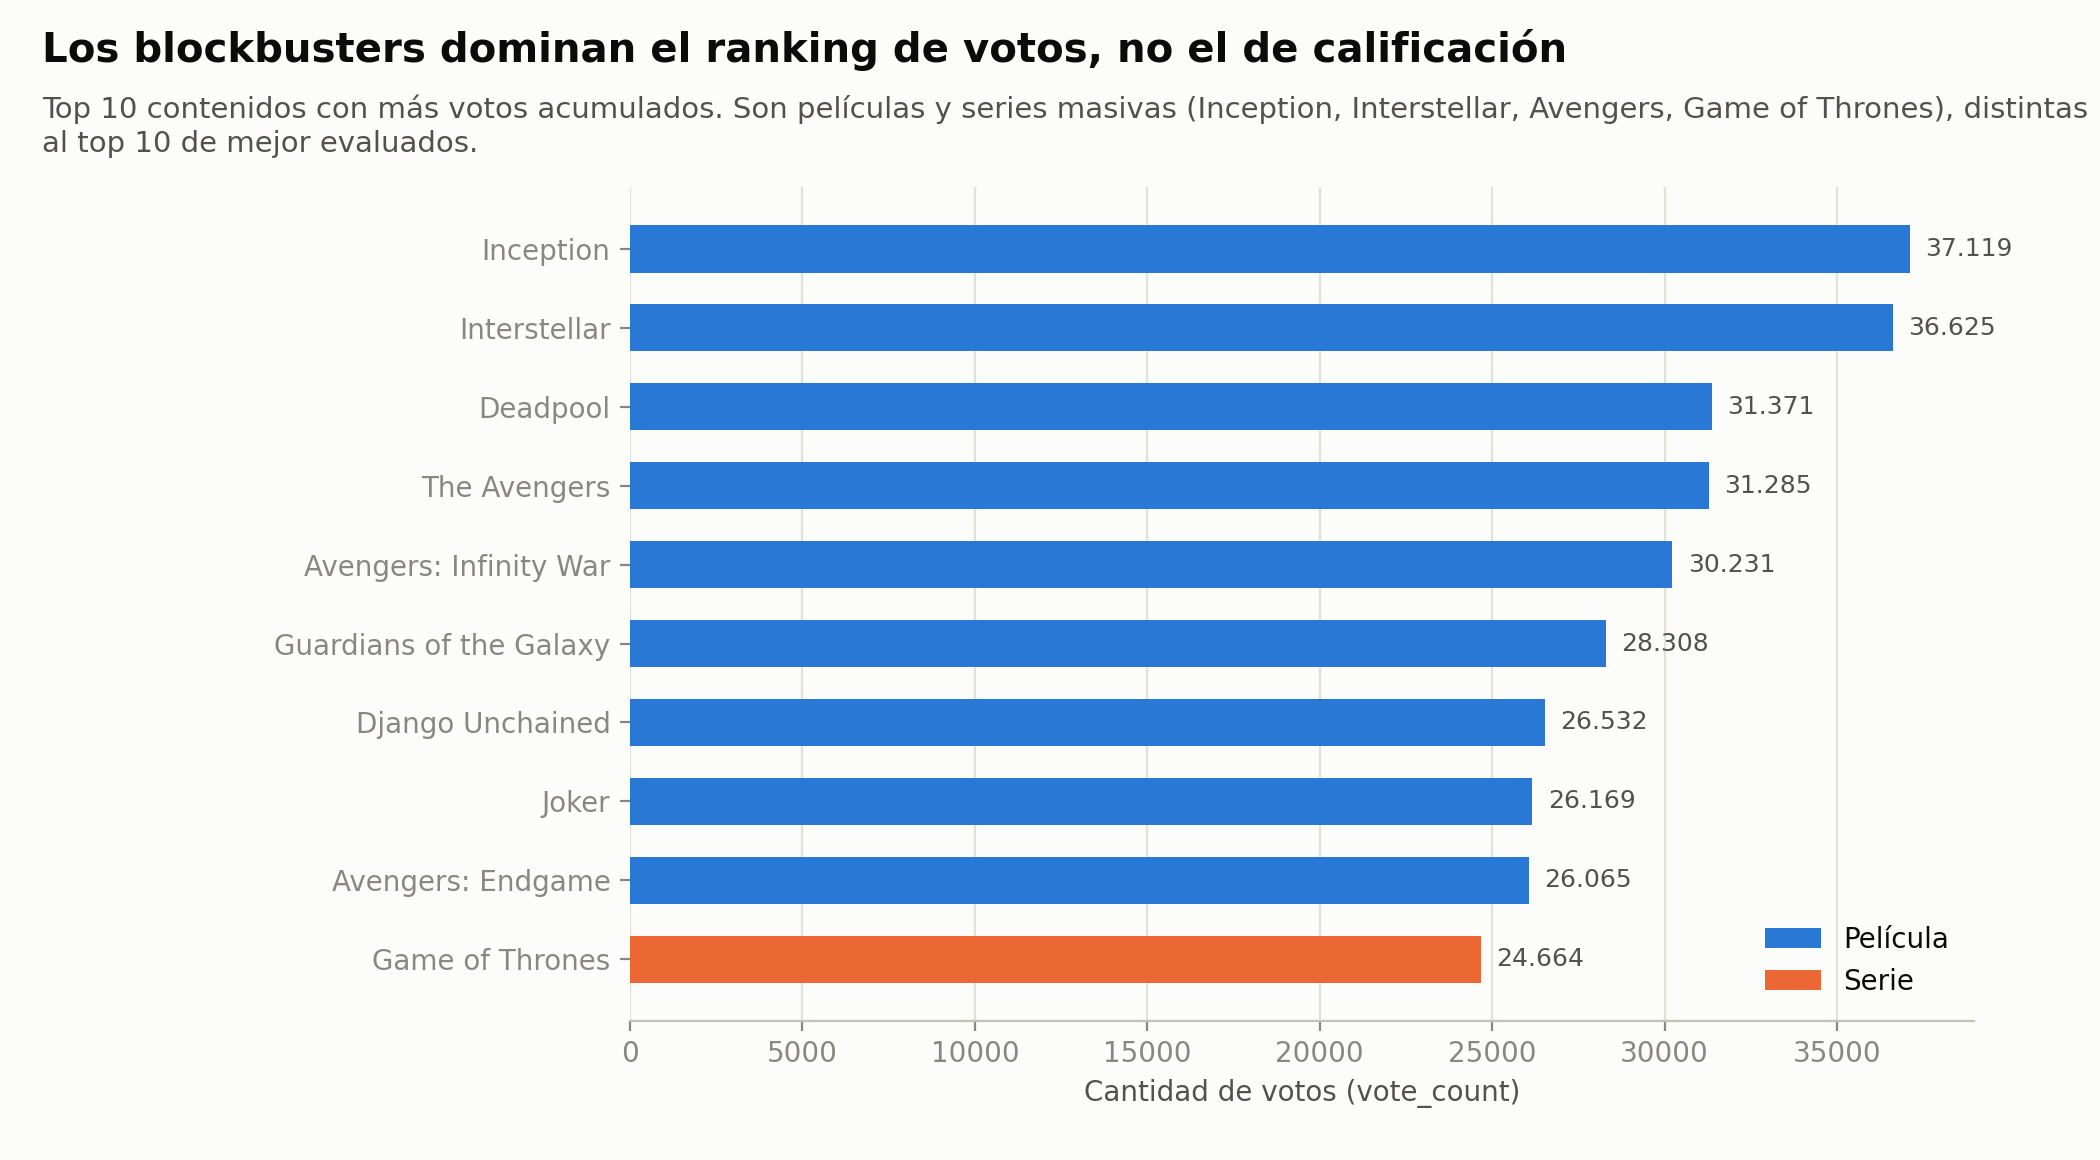 Los blockbusters dominan el ranking de votos, no el de calificación
Top 10 contenidos con más votos acumulados. Son películas y series masivas (Inception, Interstellar, Avengers, Game of Thrones), distintas
al top 10 de mejor evaluados.
Inception 37.119
Interstellar 36.625
Deadpool 31.371
The Avengers 31.285
Avengers: Infinity War 30.231
Guardians of the Galaxy 28.308
Django Unchained 26.532
Joker 26.169
Avengers: Endgame 26.065
Game of Thrones 24.664
Película
Serie
0 5000 10000 15000 20000 25000 30000 35000
Cantidad de votos (vote_count)